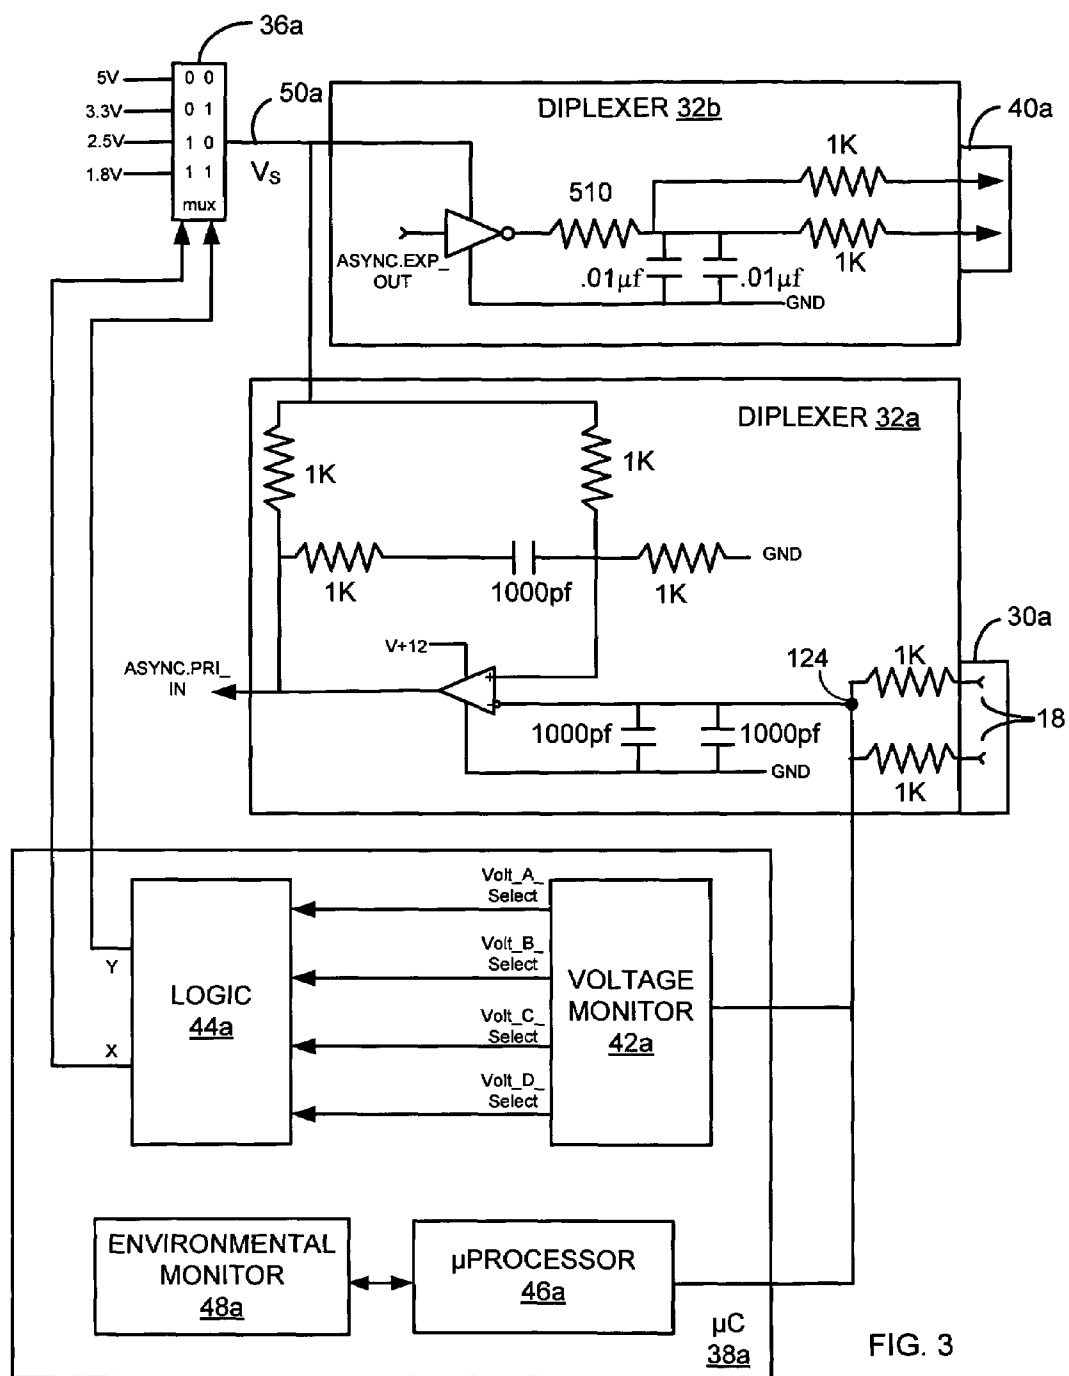 36a
5V
0 0
3.3V
0 1
2.5V
1 0
1.8V
1 1
mux
50a
VS
DIPLEXER 32b
40a
1K
510
1K
ASYNC.EXP_
OUT
.01µf
.01µf
GND
DIPLEXER 32a
1K
1K
1K
1000pf
1K
GND
V+12
ASYNC.PRI_
IN
+
1000pf
1000pf
GND
124
30a
1K
18
1K
Volt_A_
Select
Volt_B_
Select
Volt_C_
Select
Volt_D_
Select
Y
X
LOGIC
44a
VOLTAGE
MONITOR
42a
ENVIRONMENTAL
MONITOR
48a
µPROCESSOR
46a
µC
38a
FIG. 3